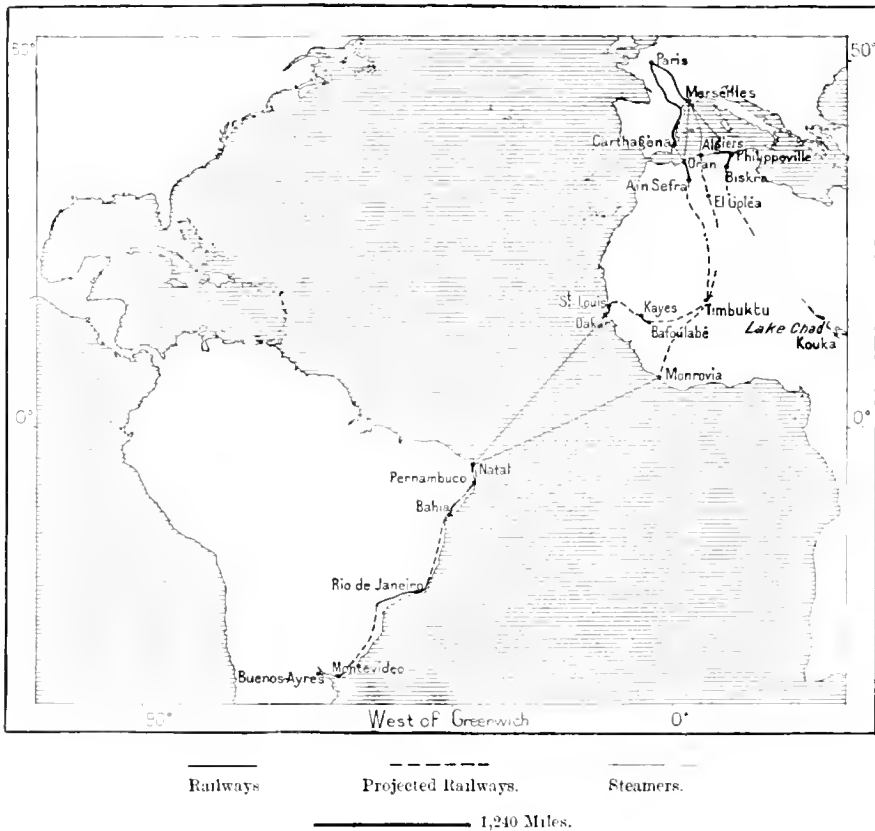 50° 50°
Paris
Marseilles
Carthagena Algiers
Philippeville
Oran
Biskra
Ain Sefra
El Goléa
St. Louis
Kayes
Timbuktu
Daka
Bafoulabé
Lake Chad
Kouka
Monrovia
0° 0°
Natal
Pernambuco
Bahia
Rio de Janeiro
Montevideo
Buenos-Ayres
West of Greenwich 0°
Railways Projected Railways. Steamers.
1,240 Miles.